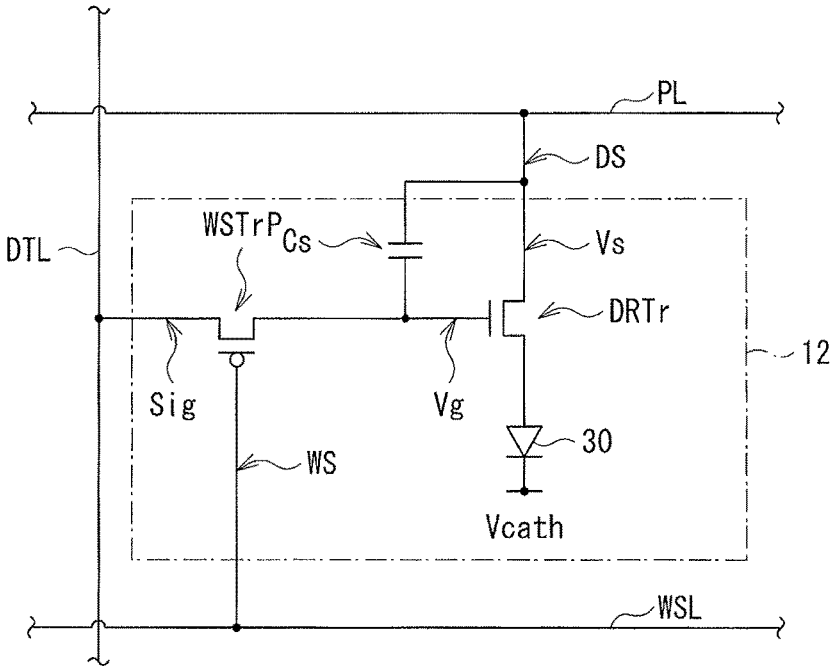 PL
DS
WSTrP
Cs
Vs
DTL
DRTr
12
Sig
Vg
30
WS
Vcath
WSL